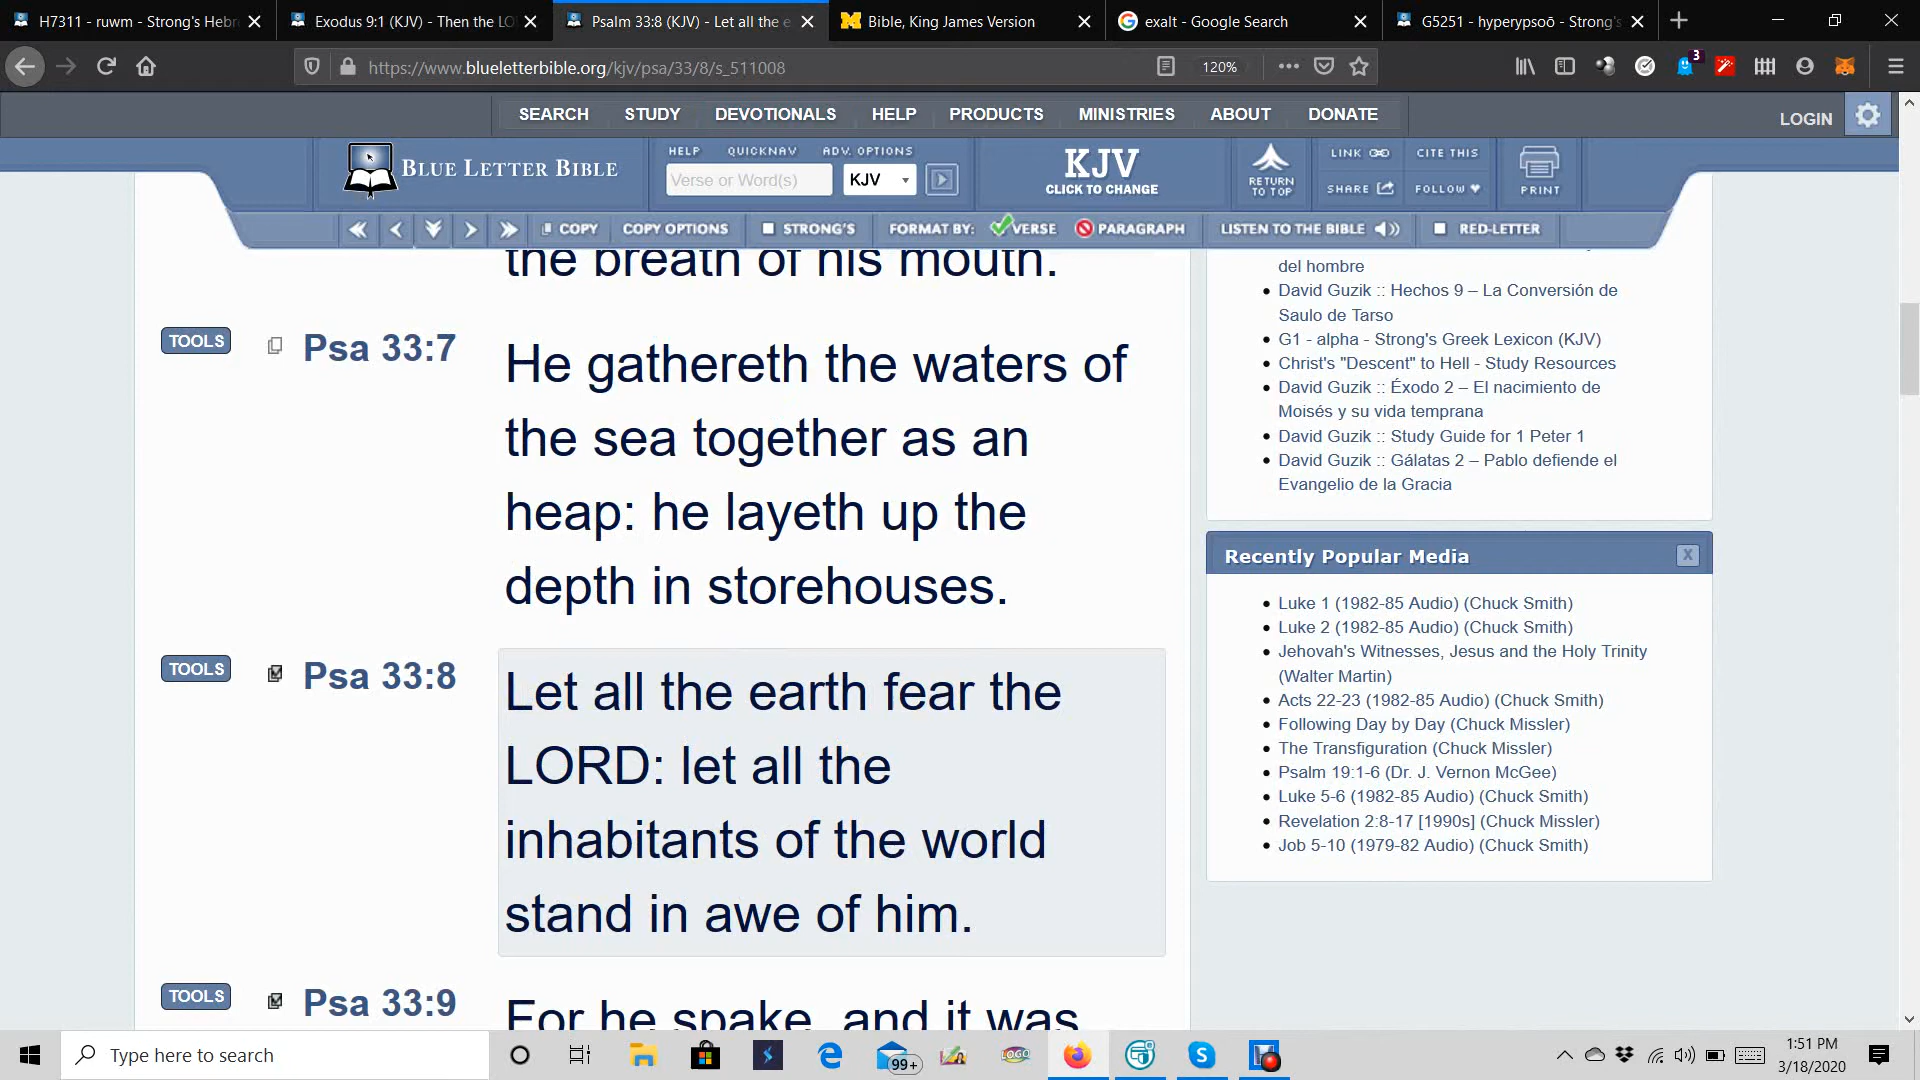 H7311 - ruwm - Strong's Hebre
Exodus 9:1 (KJV) - Then the LO
Psalm 33:8 (KJV) - Let all the e
Bible, King James Version
exalt - Google Search
G5251 - hyperypsoō - Strong's
https://www.blueletterbible.org/kjv/psa/33/8/s_511008
120%
3
SEARCH STUDY DEVOTIONALS HELP PRODUCTS MINISTRIES ABOUT DONATE
LOGIN
BLUE LETTER BIBLE
HELP QUICKNAV ADV. OPTIONS
Verse or Word(s)
KJV
KJV
CLICK TO CHANGE
RETURN
TO TOP
LINK CITE THIS
SHARE FOLLOW
PRINT
COPY COPY OPTIONS STRONG'S FORMAT BY: VERSE PARAGRAPH LISTEN TO THE BIBLE RED-LETTER
the breath of his mouth.
TOOLS Psa 33:7
He gathereth the waters of
the sea together as an
heap: he layeth up the
depth in storehouses.
TOOLS Psa 33:8
Let all the earth fear the
LORD: let all the
inhabitants of the world
stand in awe of him.
TOOLS Psa 33:9
For he spake, and it was
del hombre
David Guzik :: Hechos 9 – La Conversión de
Saulo de Tarso
G1 - alpha - Strong's Greek Lexicon (KJV)
Christ's "Descent" to Hell - Study Resources
David Guzik :: Éxodo 2 – El nacimiento de
Moisés y su vida temprana
David Guzik :: Study Guide for 1 Peter 1
David Guzik :: Gálatas 2 – Pablo defiende el
Evangelio de la Gracia
Recently Popular Media
X
Luke 1 (1982-85 Audio) (Chuck Smith)
Luke 2 (1982-85 Audio) (Chuck Smith)
Jehovah's Witnesses, Jesus and the Holy Trinity
(Walter Martin)
Acts 22-23 (1982-85 Audio) (Chuck Smith)
Following Day by Day (Chuck Missler)
The Transfiguration (Chuck Missler)
Psalm 19:1-6 (Dr. J. Vernon McGee)
Luke 5-6 (1982-85 Audio) (Chuck Smith)
Revelation 2:8-17 [1990s] (Chuck Missler)
Job 5-10 (1979-82 Audio) (Chuck Smith)
Type here to search
99+
LOGO
1:51 PM
3/18/2020